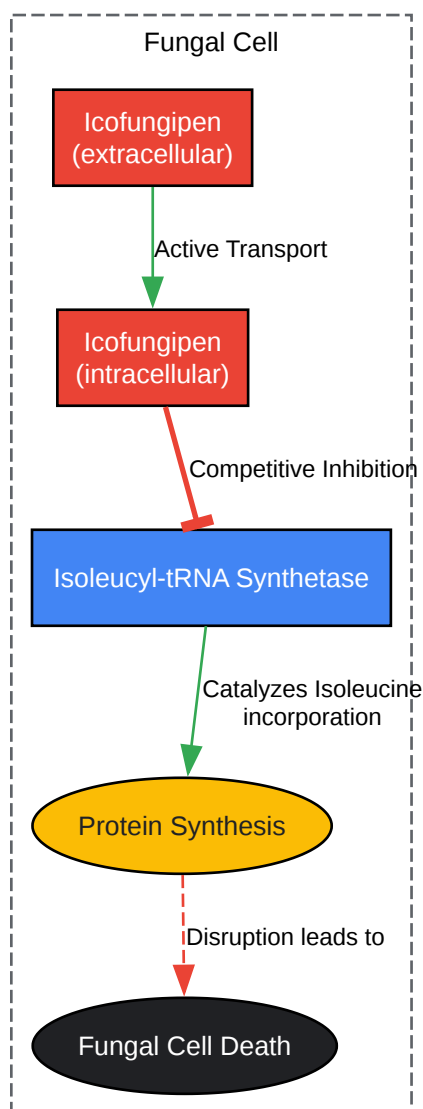 Fungal Cell
Icofungipen
(extracellular)
Active Transport
Icofungipen
(intracellular)
Competitive Inhibition
Isoleucyl-tRNA Synthetase
Catalyzes Isoleucine
incorporation
Protein Synthesis
Disruption leads to
Fungal Cell Death